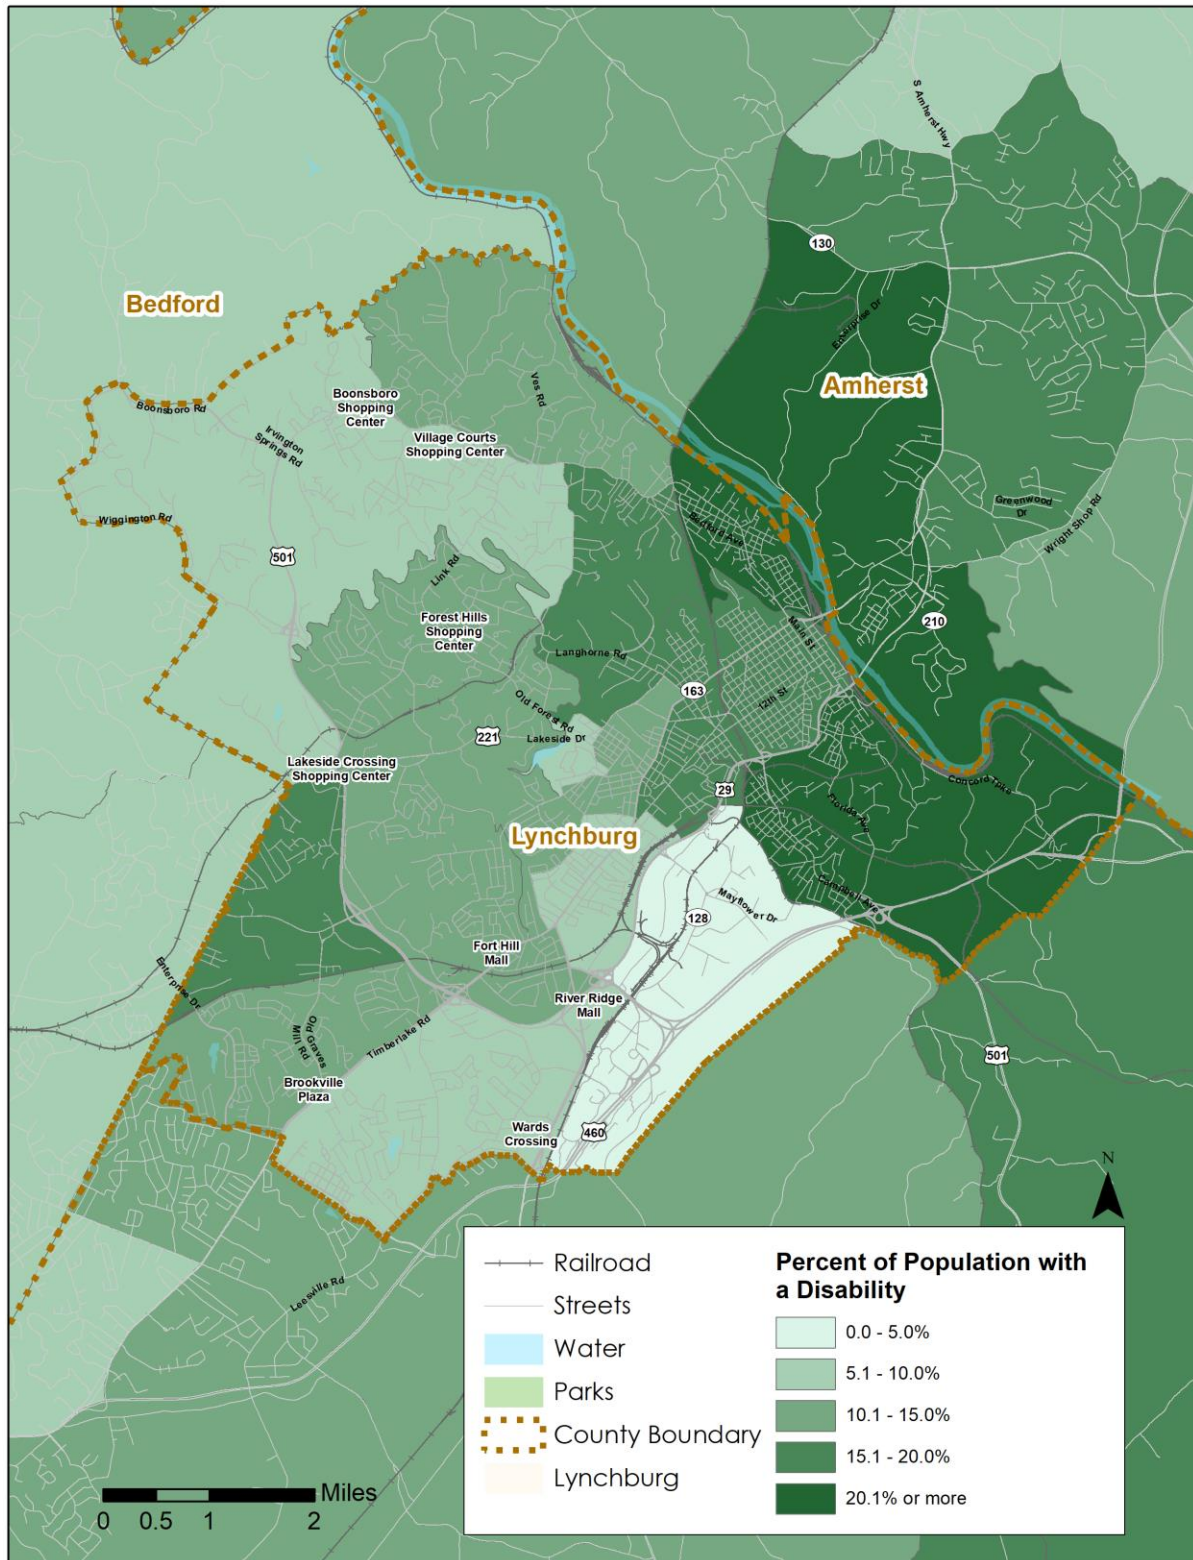 S Amherst Hwy
130
Enterprise Dr
Bedford
Amherst
Boonsboro Rd
Boonsboro
Shopping
Center
Ves Rd
Irvington
Springs Rd
Village Courts
Shopping Center
Greenwood
Dr
Wright Shop Rd
Wiggington Rd
Bedford Ave
501
Link Rd
Forest Hills
Shopping
Center
210
Main St
Langhorne Rd
163
12th St
Old Forest Rd
221
Lakeside Dr
Lakeside Crossing
Shopping Center
Concord Tpke
29
Florida Ave
Lynchburg
Campbell Ave
Mayflower Dr
128
Fort Hill
Mall
Enterprise Dr
River Ridge
Mall
Old Graves
Mill Rd
Timberlake Rd
501
Brookville
Plaza
Wards
Crossing
460
N
Leesville Rd
Railroad
Streets
Water
Parks
County Boundary
Lynchburg
Percent of Population with
a Disability
0.0 - 5.0%
5.1 - 10.0%
10.1 - 15.0%
15.1 - 20.0%
20.1% or more
Miles
0 0.5 1 2